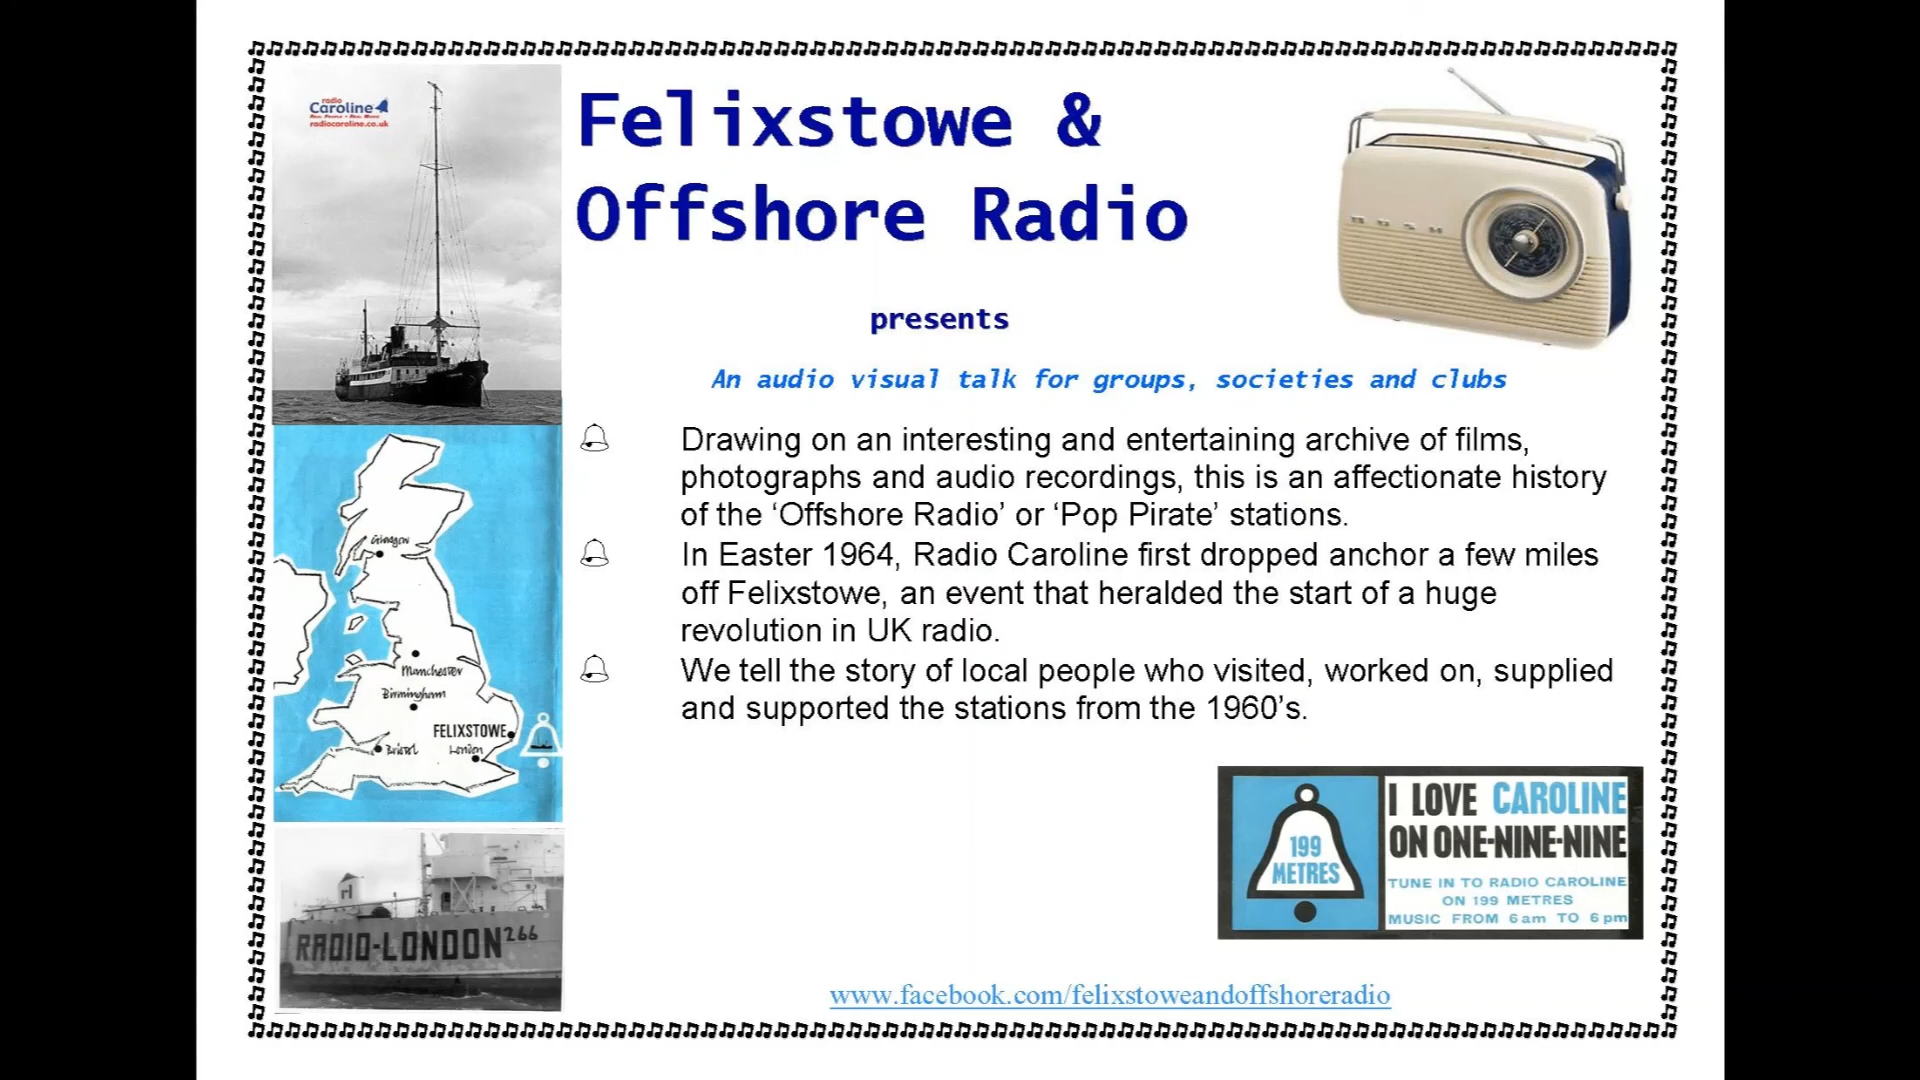 radio
Caroline
REAL PEOPLE • REAL MUSIC
radiocaroline.co.uk
Felixstowe &
Offshore Radio
BUSH
presents
An audio visual talk for groups, societies and clubs
Drawing on an interesting and entertaining archive of films,
photographs and audio recordings, this is an affectionate history
of the ‘Offshore Radio’ or ‘Pop Pirate’ stations.
In Easter 1964, Radio Caroline first dropped anchor a few miles
off Felixstowe, an event that heralded the start of a huge
revolution in UK radio.
We tell the story of local people who visited, worked on, supplied
and supported the stations from the 1960’s.
Glasgow
Manchester
Birmingham
FELIXSTOWE
Bristol
London
rl
RADIO-LONDON 266
199
METRES
I LOVE CAROLINE
ON ONE-NINE-NINE
TUNE IN TO RADIO CAROLINE
ON 199 METRES
MUSIC FROM 6am TO 6pm
www.facebook.com/felixstoweandoffshoreradio